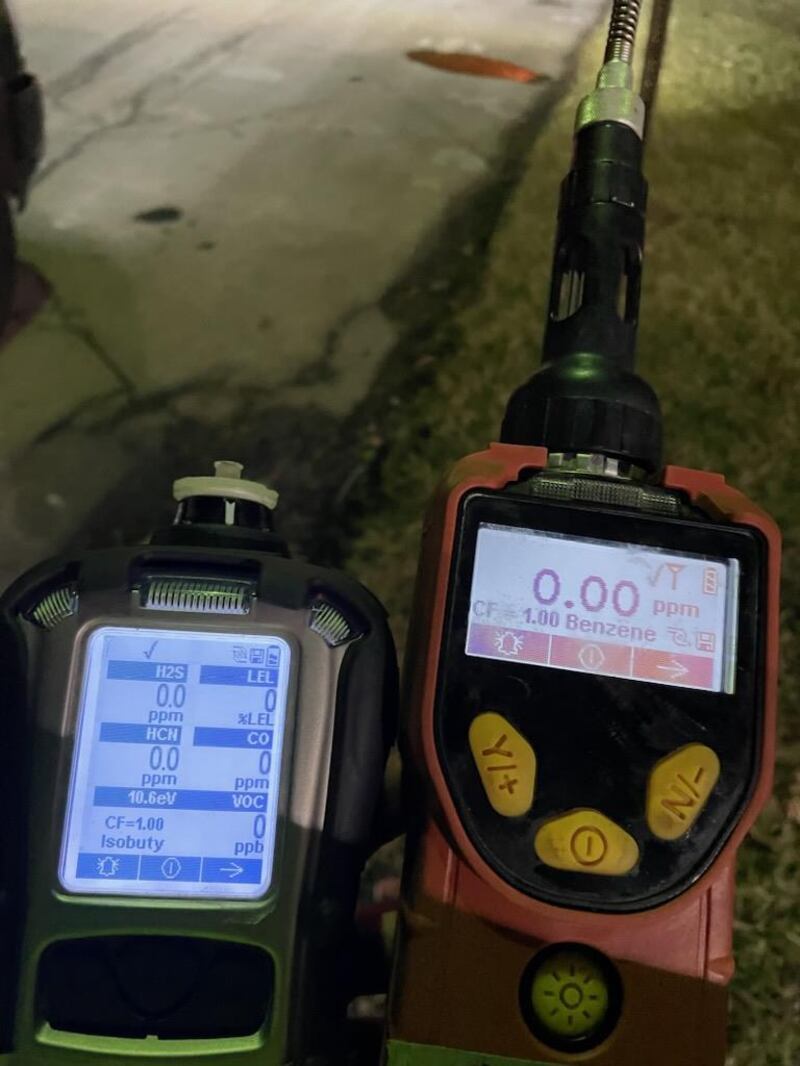 H2S LEL
0.0 0
ppm %LEL
HCN CO
0.0 0
ppm ppm
10.6eV VOC
CF=1.00 0
Isobuty ppb
0.00 ppm
CF = 1.00 Benzene
Y/+
N/-